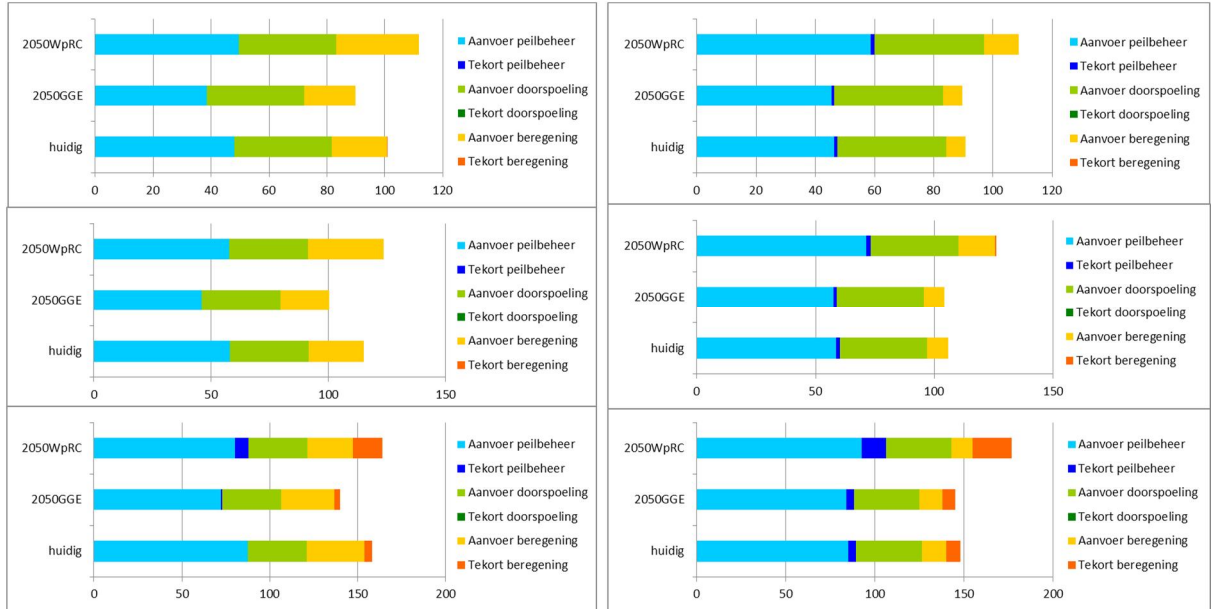 2050WpRC
2050GGE
huidig
0 20 40 60 80 100 120
Aanvoer peilbeheer
Tekort peilbeheer
Aanvoer doorspoeling
Tekort doorspoeling
Aanvoer beregening
Tekort beregening
2050WpRC
2050GGE
huidig
0 20 40 60 80 100 120
Aanvoer peilbeheer
Tekort peilbeheer
Aanvoer doorspoeling
Tekort doorspoeling
Aanvoer beregening
Tekort beregening
2050WpRC
2050GGE
huidig
0 50 100 150
Aanvoer peilbeheer
Tekort peilbeheer
Aanvoer doorspoeling
Tekort doorspoeling
Aanvoer beregening
Tekort beregening
2050WpRC
2050GGE
huidig
0 50 100 150
Aanvoer peilbeheer
Tekort peilbeheer
Aanvoer doorspoeling
Tekort doorspoeling
Aanvoer beregening
Tekort beregening
2050WpRC
2050GGE
huidig
0 50 100 150 200
Aanvoer peilbeheer
Tekort peilbeheer
Aanvoer doorspoeling
Tekort doorspoeling
Aanvoer beregening
Tekort beregening
2050WpRC
2050GGE
huidig
0 50 100 150 200
Aanvoer peilbeheer
Tekort peilbeheer
Aanvoer doorspoeling
Tekort doorspoeling
Aanvoer beregening
Tekort beregening